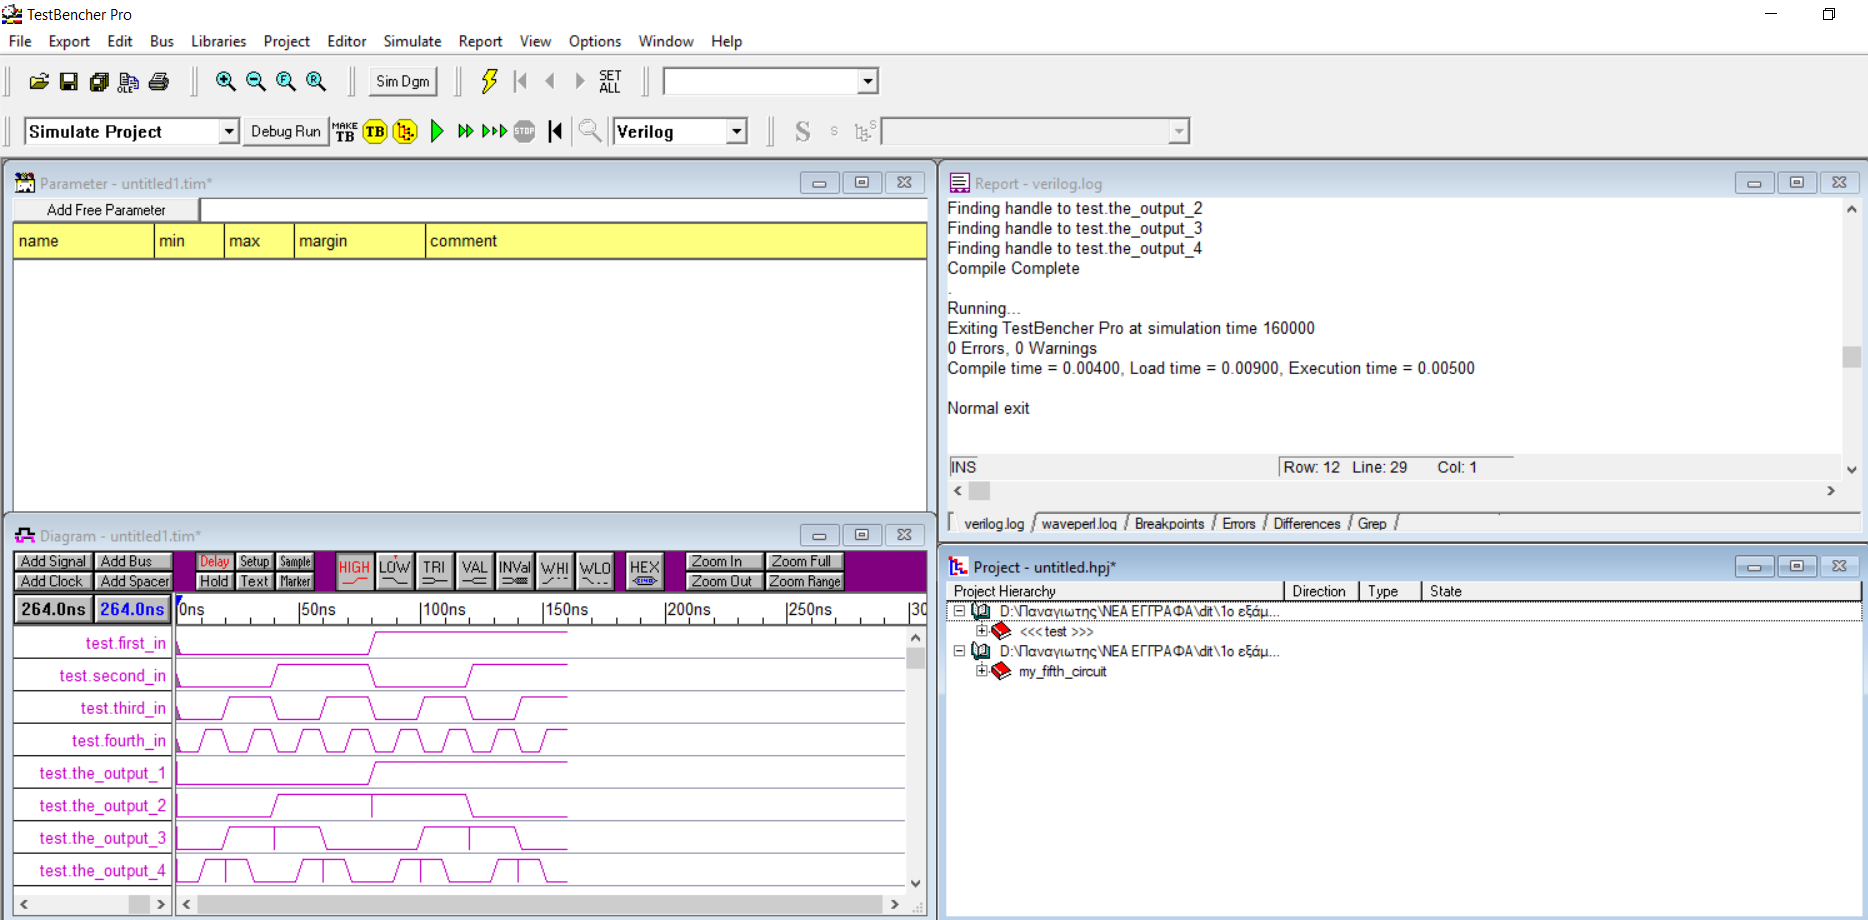 TestBencher Pro
File Export Edit Bus Libraries Project Editor Simulate Report View Options Window Help
OLE Sim Dgm SET ALL
Simulate Project Debug Run MAKE TB TB STOP Verilog S s S
Parameter - untitled1.tim*
Add Free Parameter
name min max margin comment
Report - verilog.log
Finding handle to test.the_output_2
Finding handle to test.the_output_3
Finding handle to test.the_output_4
Compile Complete
.
Running...
Exiting TestBencher Pro at simulation time 160000
0 Errors, 0 Warnings
Compile time = 0.00400, Load time = 0.00900, Execution time = 0.00500
Normal exit
INS Row: 12 Line: 29 Col: 1
verilog.log waveperl.log Breakpoints Errors Differences Grep
Diagram - untitled1.tim*
Add Signal Add Bus Delay Setup Sample HIGH LOW TRI VAL INVal WHI WLO HEX Zoom In Zoom Full
Add Clock Add Spacer Hold Text Marker Zoom Out Zoom Range
264.0ns 264.0ns 0ns 50ns 100ns 150ns 200ns 250ns 30
test.first_in
test.second_in
test.third_in
test.fourth_in
test.the_output_1
test.the_output_2
test.the_output_3
test.the_output_4
Project - untitled.hpj*
Project Hierarchy Direction Type State
D:\Παναγιωτης\ΝΕΑ ΕΓΓΡΑΦΑ\dit\1ο εξάμ...
<<< test >>>
D:\Παναγιωτης\ΝΕΑ ΕΓΓΡΑΦΑ\dit\1ο εξάμ...
my_fifth_circuit